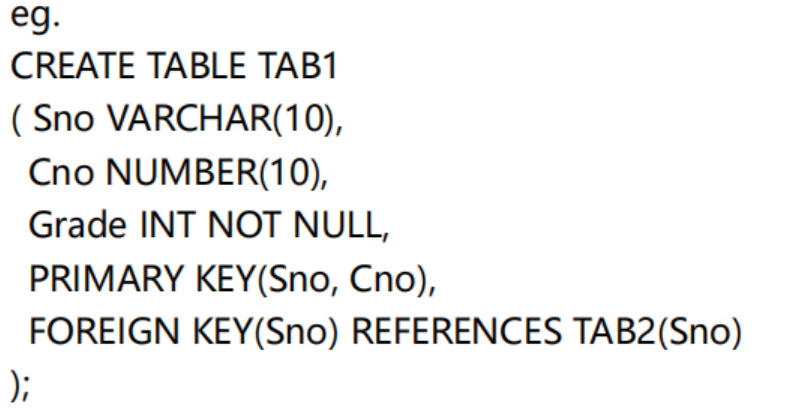 eg.
CREATE TABLE TAB1
( Sno VARCHAR(10),
Cno NUMBER(10),
Grade INT NOT NULL,
PRIMARY KEY(Sno, Cno),
FOREIGN KEY(Sno) REFERENCES TAB2(Sno)
);